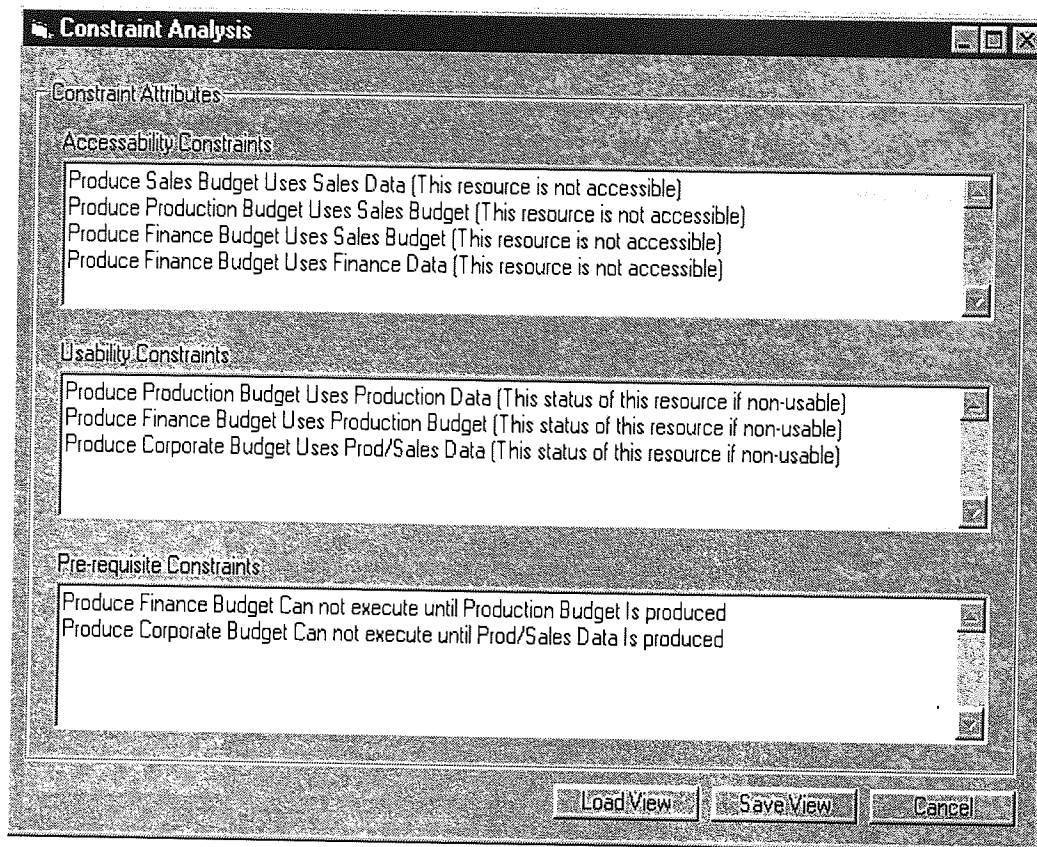 Constraint Analysis
Constraint Attributes
Accessability Constraints
Produce Sales Budget Uses Sales Data (This resource is not accessible)
Produce Production Budget Uses Sales Budget (This resource is not accessible)
Produce Finance Budget Uses Sales Budget (This resource is not accessible)
Produce Finance Budget Uses Finance Data (This resource is not accessible)
Usability Constraints
Produce Production Budget Uses Production Data (This status of this resource if non-usable)
Produce Finance Budget Uses Production Budget (This status of this resource if non-usable)
Produce Corporate Budget Uses Prod/Sales Data (This status of this resource if non-usable)
Pre-requisite Constraints
Produce Finance Budget Can not execute until Production Budget Is produced
Produce Corporate Budget Can not execute until Prod/Sales Data Is produced
Load View
Save View
Cancel